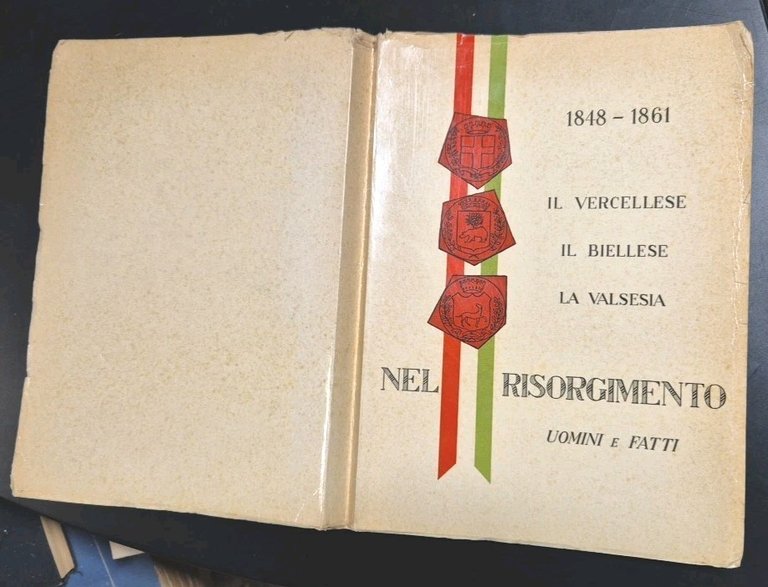 1848 - 1861
IL VERCELLESE
IL BIELLESE
LA VALSESIA
NEL RISORGIMENTO
UOMINI E FATTI